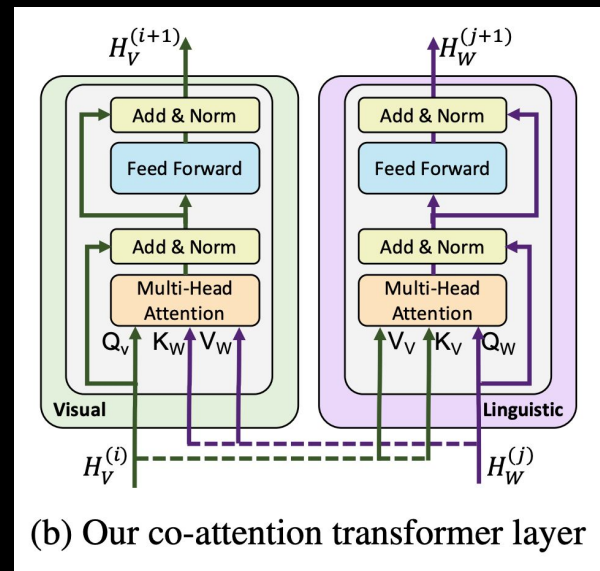 H_V^(i+1)
H_W^(j+1)
Add & Norm
Feed Forward
Add & Norm
Multi-Head
Attention
Q_v K_W V_W
Visual
H_V^(i)
Add & Norm
Feed Forward
Add & Norm
Multi-Head
Attention
V_V K_V Q_W
Linguistic
H_W^(j)
(b) Our co-attention transformer layer